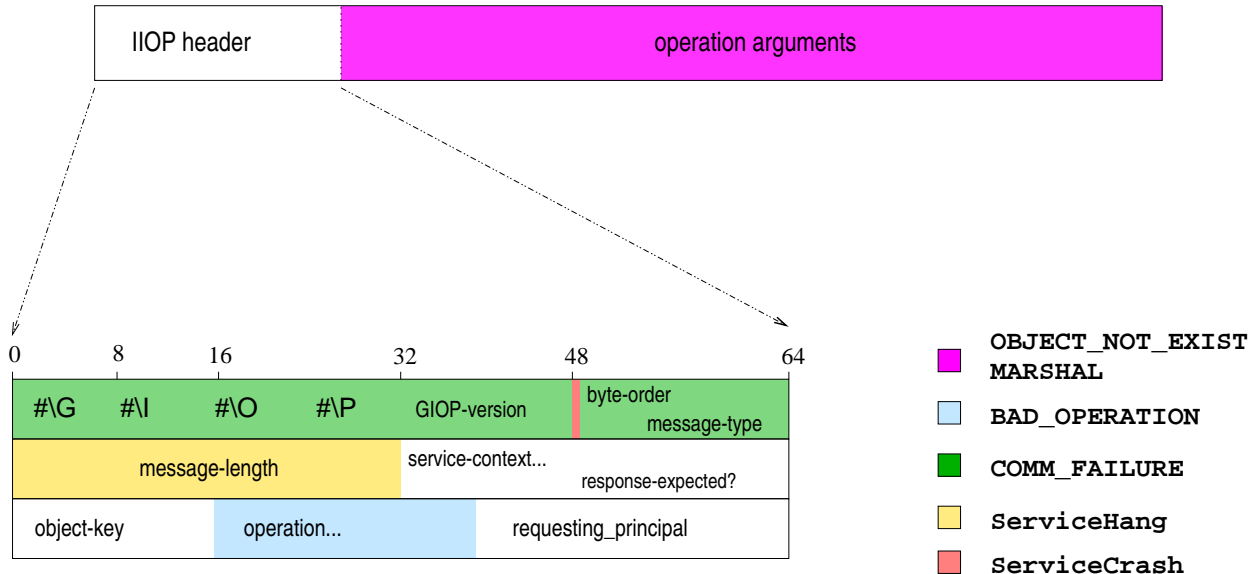 IIOP header
operation arguments
0 8 16 32 48 64
#\G #\I #\O #\P GIOP-version byte-order
message-type
message-length service-context...
response-expected?
object-key operation... requesting_principal
OBJECT_NOT_EXIST
MARSHAL
BAD_OPERATION
COMM_FAILURE
ServiceHang
ServiceCrash